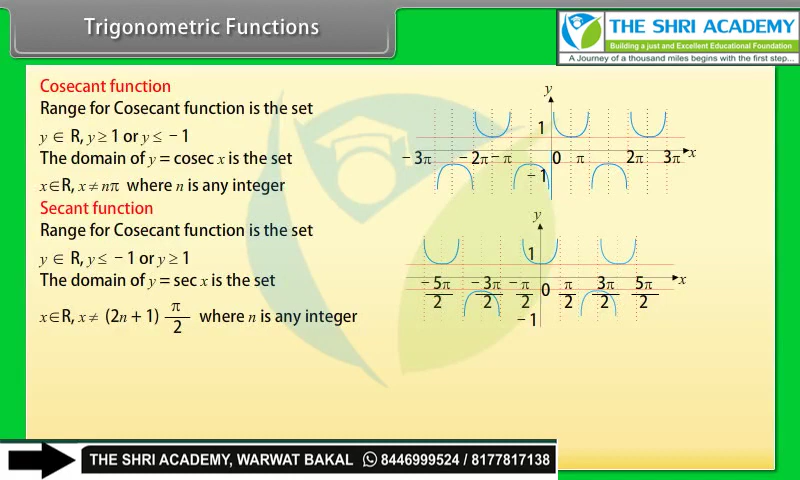 Trigonometric Functions
THE SHRI ACADEMY
Building a just and Excellent Educational Foundation
A Journey of a thousand miles begins with the first step...
Cosecant function
Range for Cosecant function is the set
y ∈ R, y ≥ 1 or y ≤ − 1
The domain of y = cosec x is the set
x∈R, x ≠ nπ where n is any integer
Secant function
Range for Cosecant function is the set
y ∈ R, y ≤ − 1 or y ≥ 1
The domain of y = sec x is the set
x∈R, x ≠ (2n + 1) π/2 where n is any integer
y
1
− 3π − 2π − π 0 π 2π 3π x
− 1
y
1
− 5π/2 − 3π/2 − π/2 0 π/2 3π/2 5π/2 x
− 1
THE SHRI ACADEMY, WARWAT BAKAL 8446999524 / 8177817138